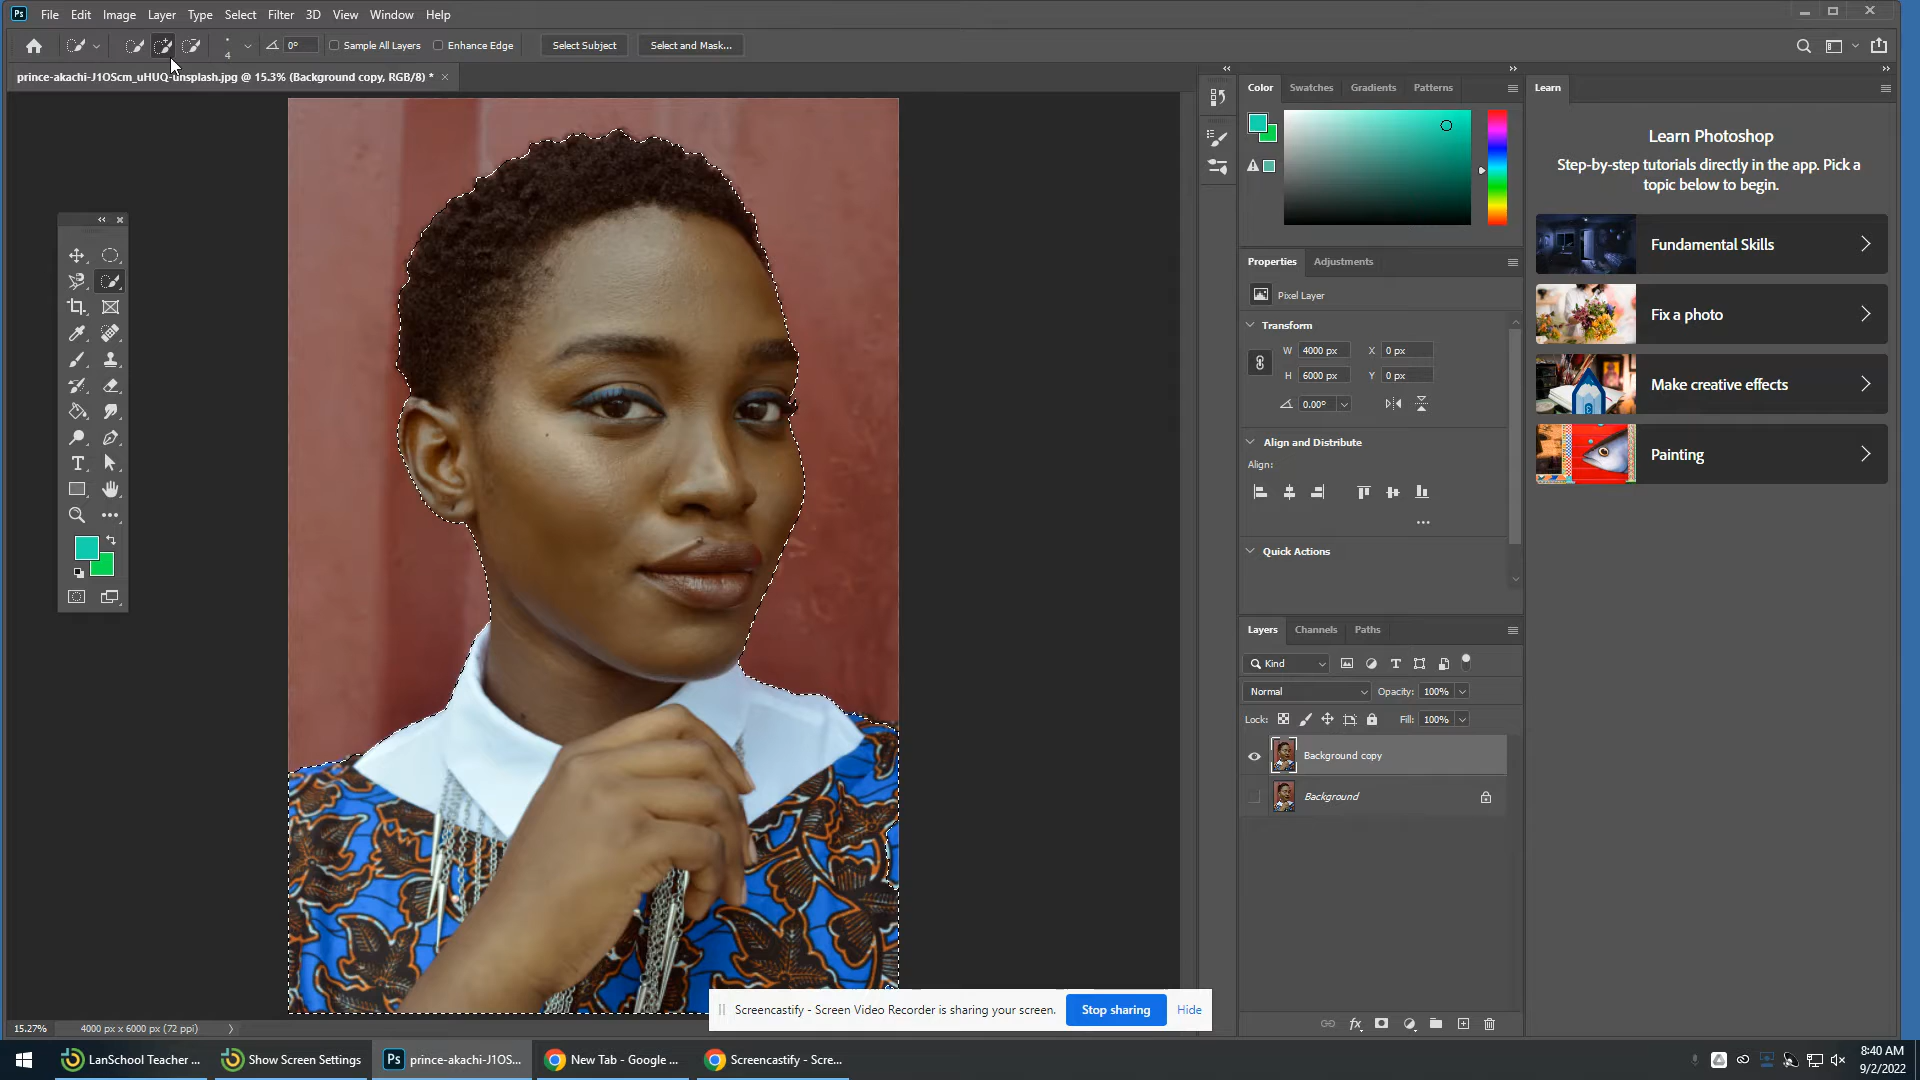 Ps File Edit Image Layer Type Select Filter 3D View Window Help
4 0° Sample All Layers Enhance Edge Select Subject Select and Mask...
prince-akachi-J1OScm_uHUQ-unsplash.jpg @ 15.3% (Background copy, RGB/8) *
Color Swatches Gradients Patterns
Learn
Learn Photoshop
Step-by-step tutorials directly in the app. Pick a
topic below to begin.
Fundamental Skills
Fix a photo
Make creative effects
Painting
Properties Adjustments
Pixel Layer
Transform
W 4000 px X 0 px
H 6000 px Y 0 px
0.00°
Align and Distribute
Align:
Quick Actions
Layers Channels Paths
Kind
Normal Opacity: 100%
Lock: Fill: 100%
Background copy
Background
Screencastify - Screen Video Recorder is sharing your screen. Stop sharing Hide
15.27% 4000 px x 6000 px (72 ppi)
LanSchool Teacher ... Show Screen Settings Ps prince-akachi-J1OS... New Tab - Google ... Screencastify - Scre...
8:40 AM
9/2/2022